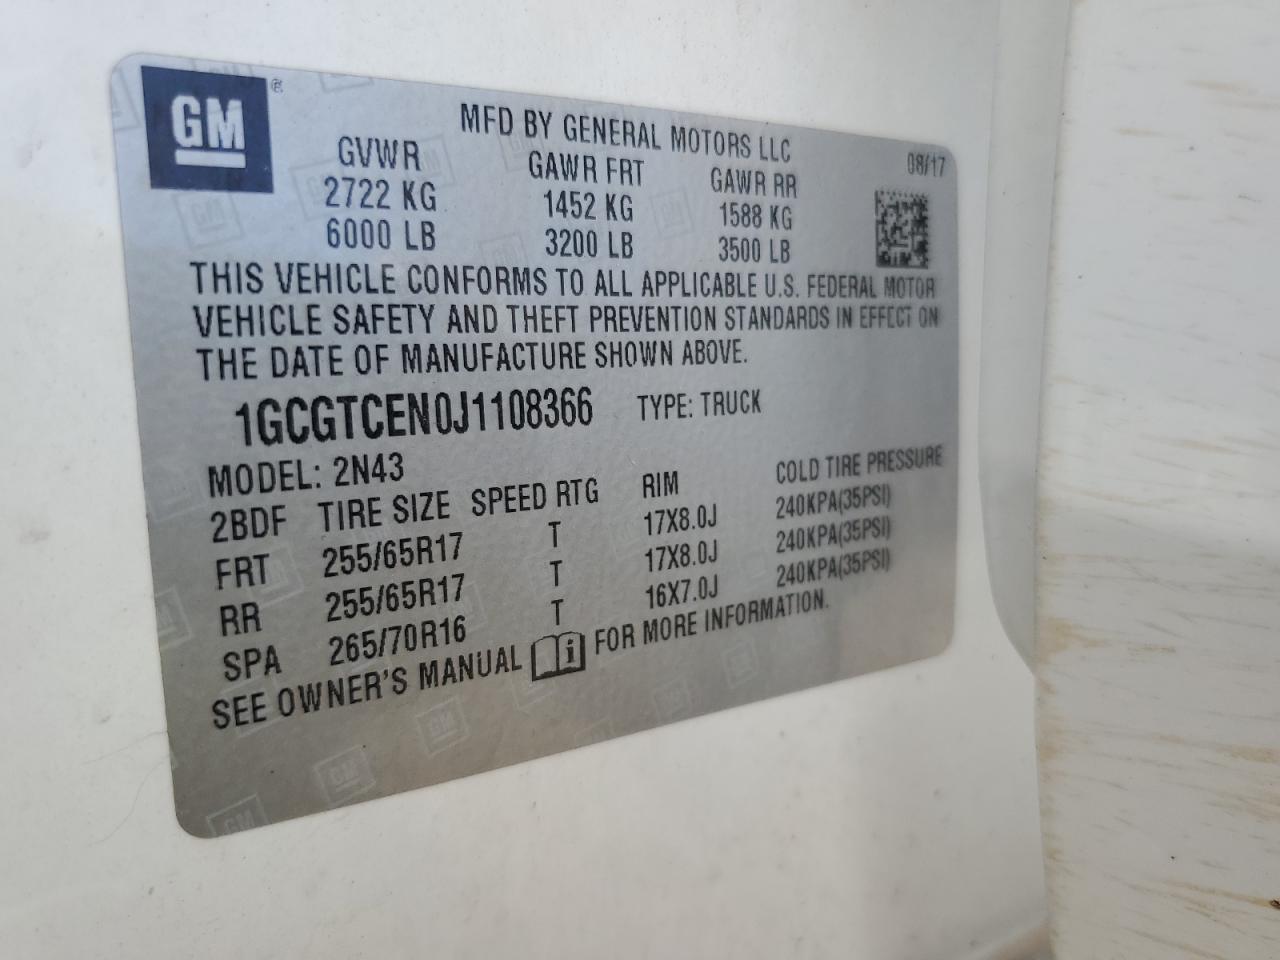 GM ®
MFD BY GENERAL MOTORS LLC
08/17
GVWR GAWR FRT GAWR RR
2722 KG 1452 KG 1588 KG
6000 LB 3200 LB 3500 LB
THIS VEHICLE CONFORMS TO ALL APPLICABLE U.S. FEDERAL MOTOR
VEHICLE SAFETY AND THEFT PREVENTION STANDARDS IN EFFECT ON
THE DATE OF MANUFACTURE SHOWN ABOVE.
1GCGTCEN0J1108366 TYPE: TRUCK
MODEL: 2N43
2BDF TIRE SIZE SPEED RTG RIM COLD TIRE PRESSURE
FRT 255/65R17 T 17X8.0J 240KPA(35PSI)
RR 255/65R17 T 17X8.0J 240KPA(35PSI)
SPA 265/70R16 T 16X7.0J 240KPA(35PSI)
SEE OWNER'S MANUAL i FOR MORE INFORMATION.